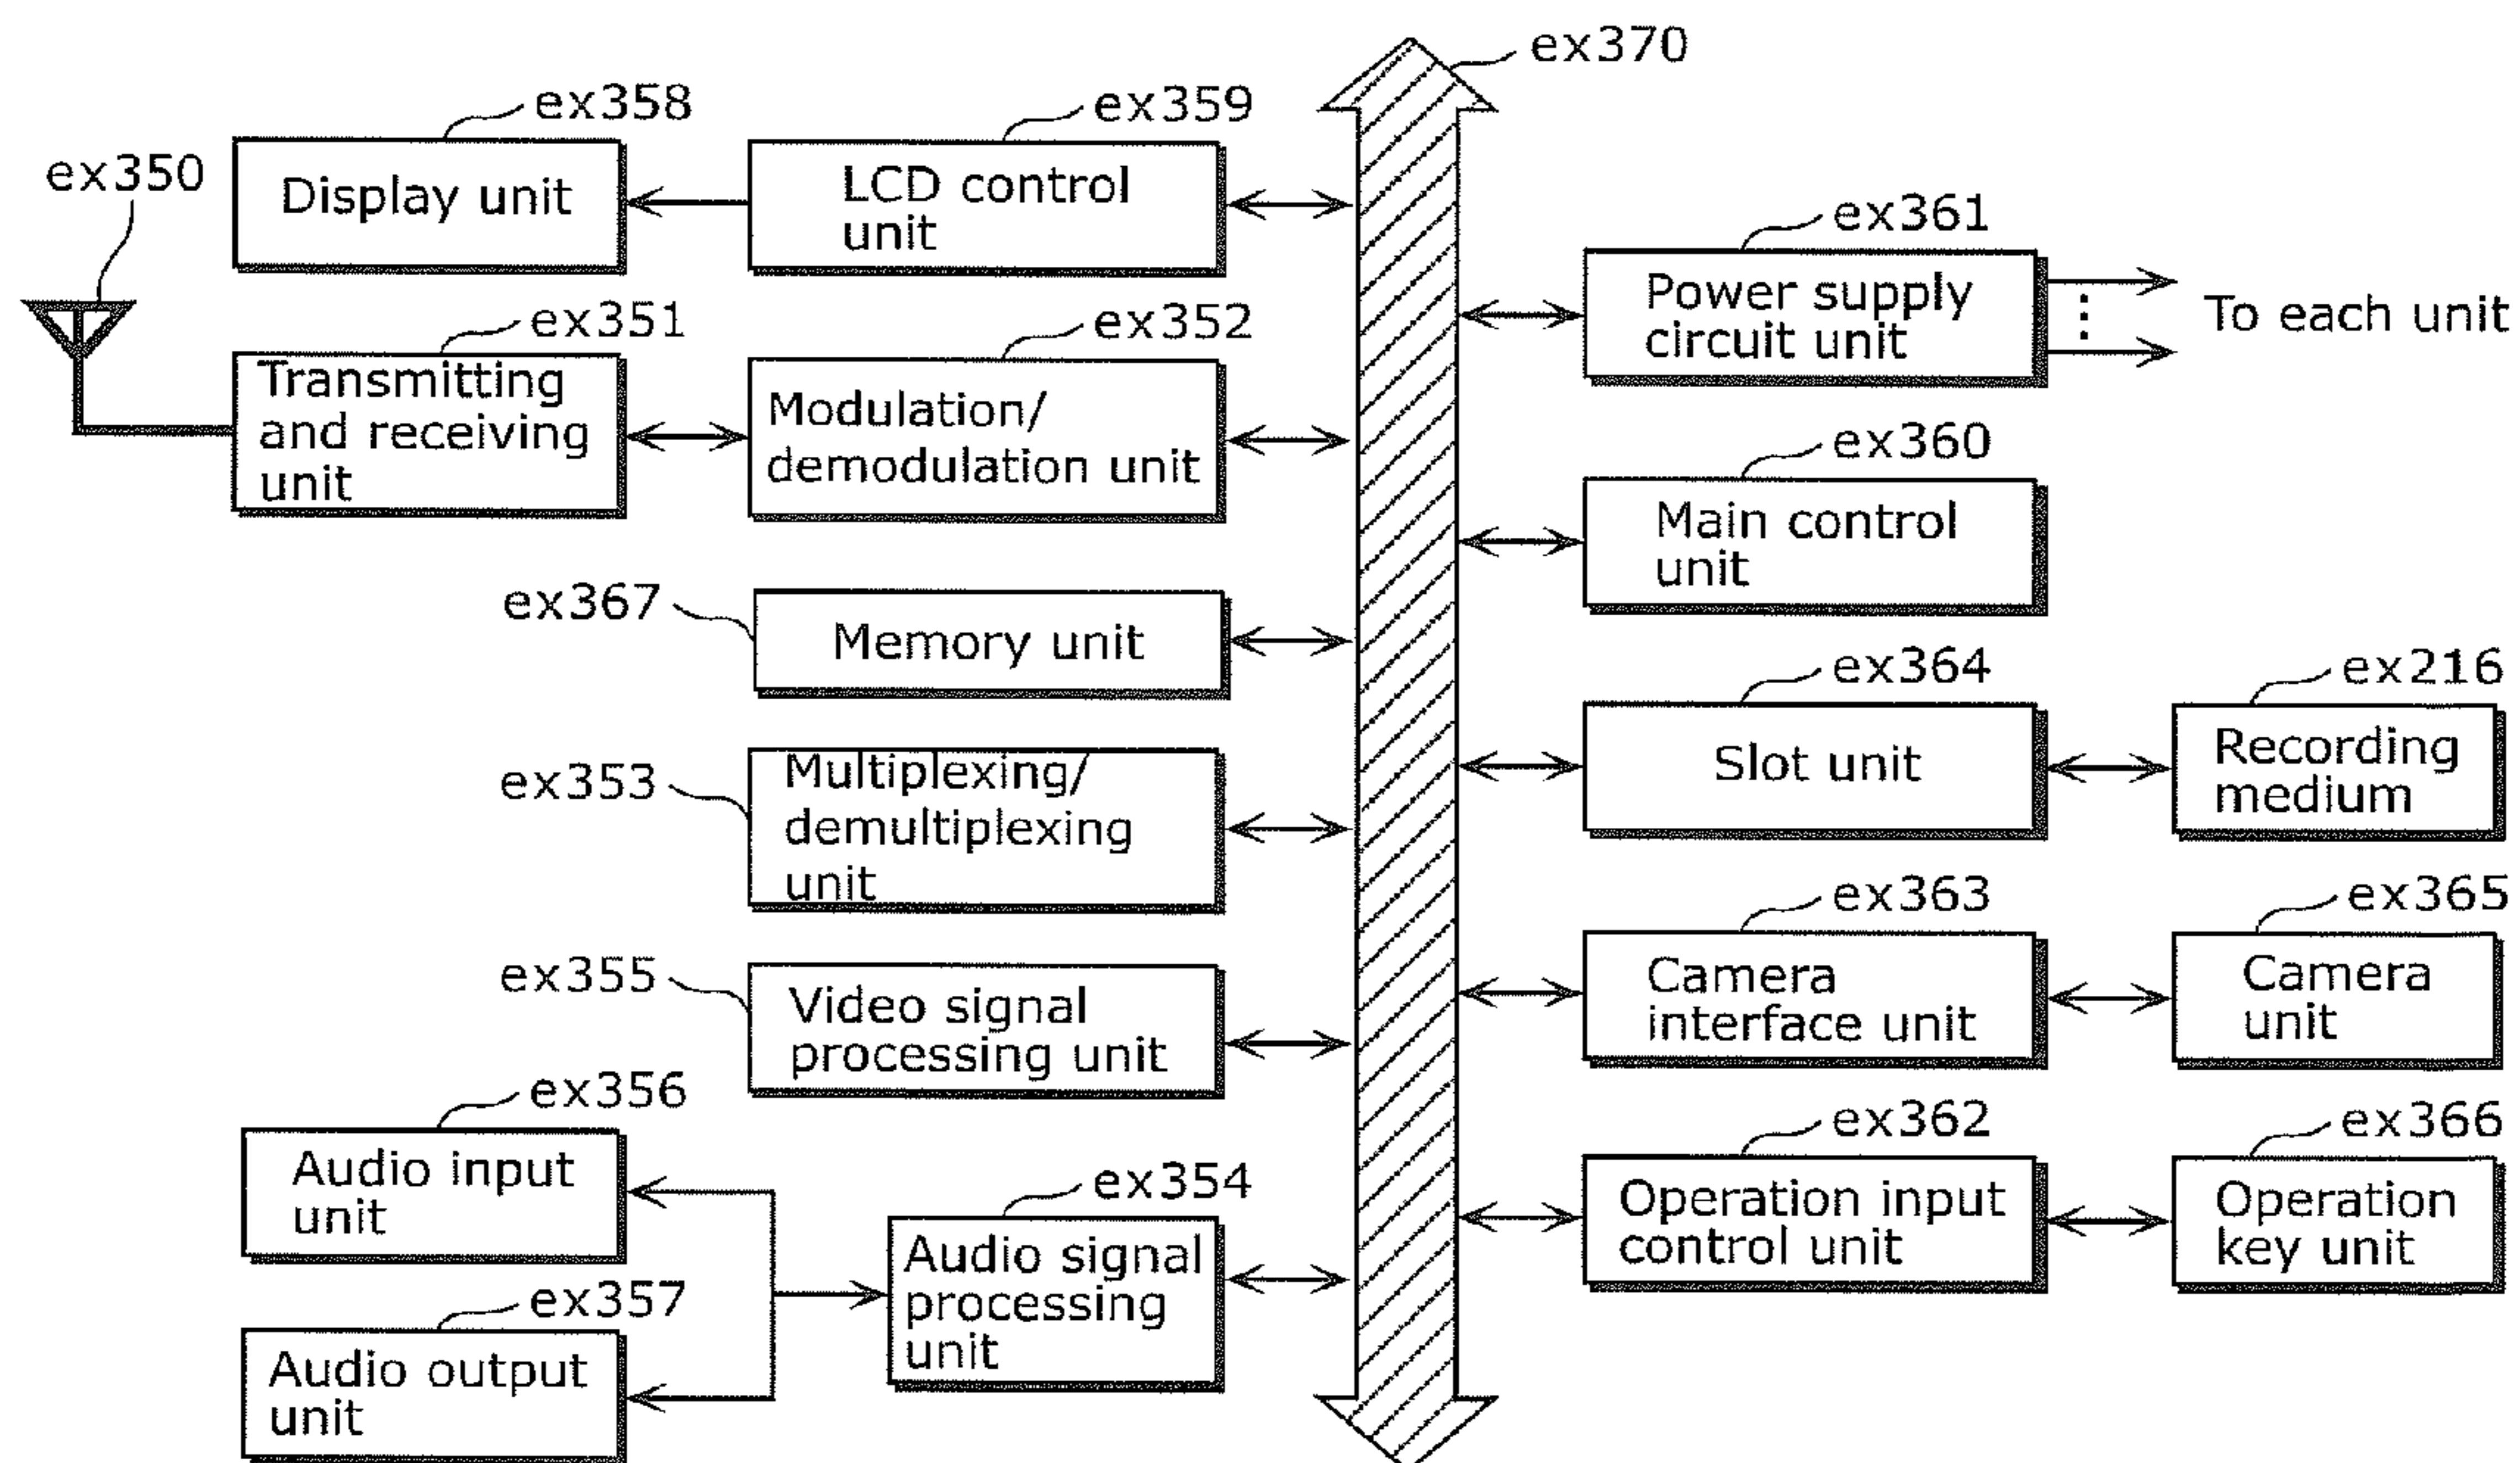 ex370
ex358
ex359
ex350
Display unit
LCD control
unit
ex361
Power supply
circuit unit
To each unit
ex351
ex352
Transmitting
and receiving
unit
Modulation/
demodulation unit
ex360
Main control
unit
ex367
Memory unit
ex364
ex216
Slot unit
Recording
medium
ex353
Multiplexing/
demultiplexing
unit
ex363
ex365
Camera
interface unit
Camera
unit
ex355
Video signal
processing unit
ex356
Audio input
unit
ex362
ex366
Operation input
control unit
Operation
key unit
ex354
Audio signal
processing
unit
ex357
Audio output
unit